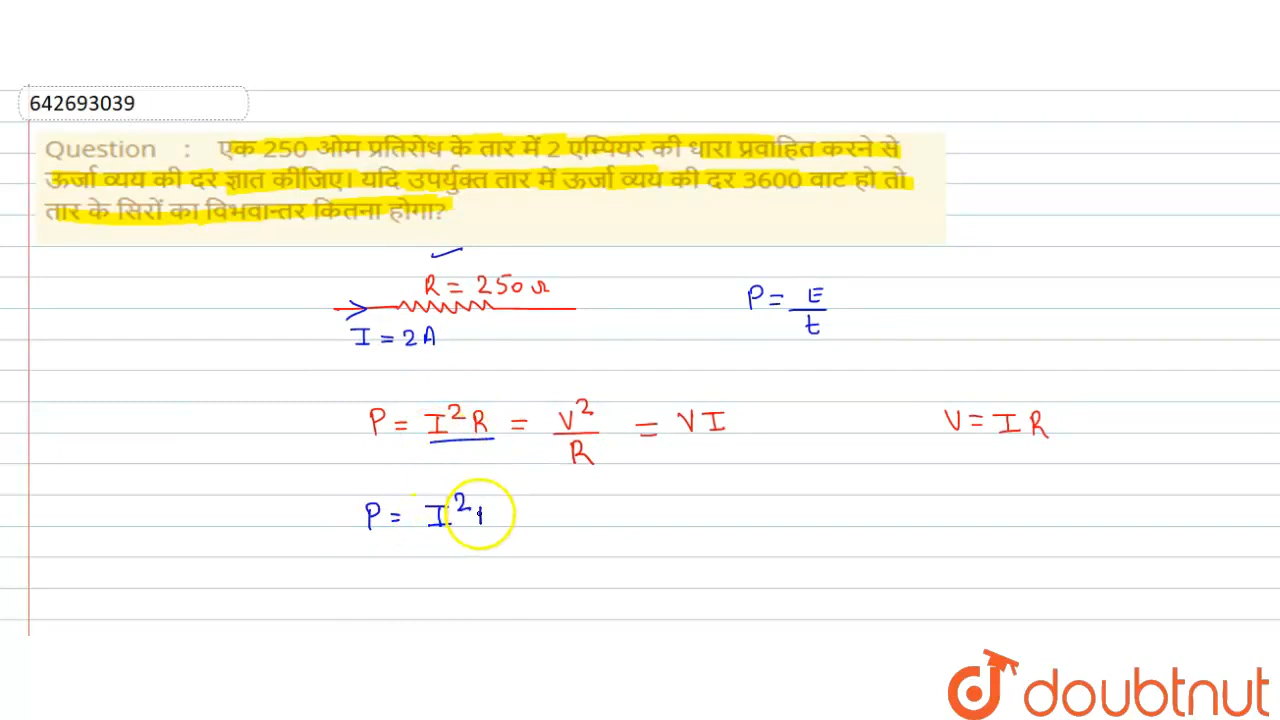 642693039
Question : एक 250 ओम प्रतिरोध के तार में 2 एम्पियर की धारा प्रवाहित करने से
ऊर्जा व्यय की दर ज्ञात कीजिए। यदि उपर्युक्त तार में ऊर्जा व्यय की दर 3600 वाट हो तो
तार के सिरों का विभवान्तर कितना होगा?
R = 250 Ω
I = 2A
P = E/t
P = I²R = V²/R = VI
V = IR
P = I²
doubtnut